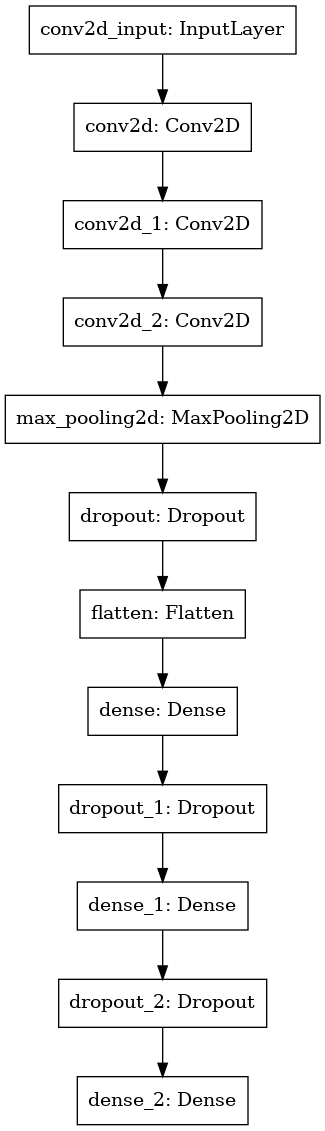 conv2d_input: InputLayer
conv2d: Conv2D
conv2d_1: Conv2D
conv2d_2: Conv2D
max_pooling2d: MaxPooling2D
dropout: Dropout
flatten: Flatten
dense: Dense
dropout_1: Dropout
dense_1: Dense
dropout_2: Dropout
dense_2: Dense